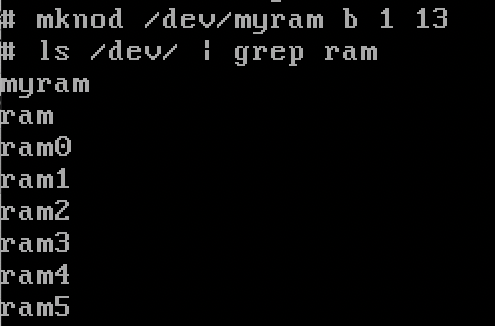 # mknod /dev/myram b 1 13
# ls /dev/ | grep ram
myram
ram
ram0
ram1
ram2
ram3
ram4
ram5